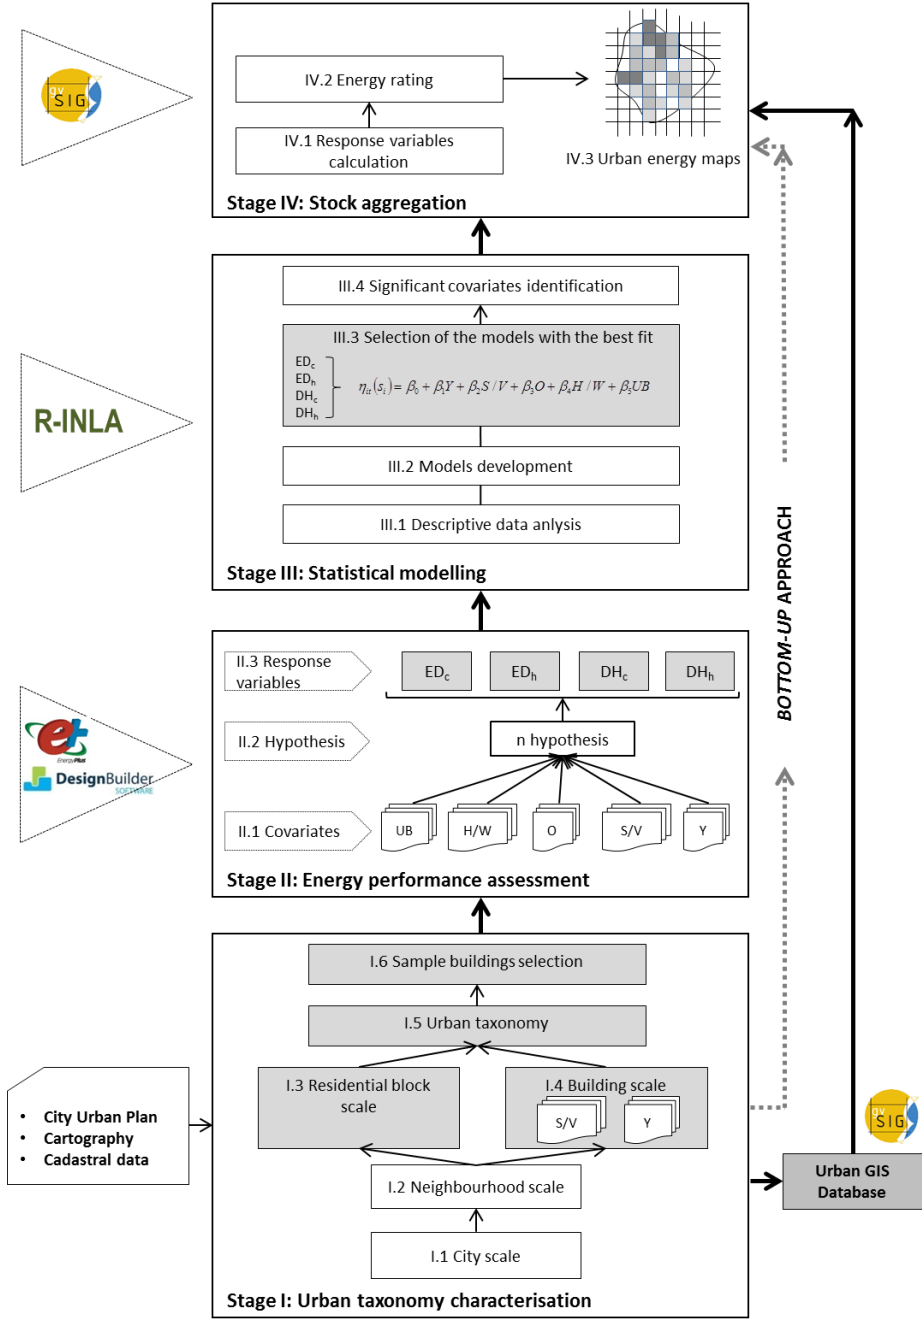 gv
SIG
IV.2 Energy rating
IV.1 Response variables
calculation
IV.3 Urban energy maps
Stage IV: Stock aggregation
III.4 Significant covariates identification
III.3 Selection of the models with the best fit
EDc
EDh
DHc
DHh
ηit(si) = β0 + β1Y + β2S/V + β3O + β4H/W + β5UB
R-INLA
III.2 Models development
III.1 Descriptive data anlysis
Stage III: Statistical modelling
BOTTOM-UP APPROACH
II.3 Response
variables
EDc
EDh
DHc
DHh
II.2 Hypothesis
n hypothesis
EnergyPlus
DesignBuilder
SOFTWARE
II.1 Covariates
UB
H/W
O
S/V
Y
Stage II: Energy performance assessment
I.6 Sample buildings selection
I.5 Urban taxonomy
I.3 Residential block
scale
I.4 Building scale
S/V
Y
• City Urban Plan
• Cartography
• Cadastral data
gv
SIG
Urban GIS
Database
I.2 Neighbourhood scale
I.1 City scale
Stage I: Urban taxonomy characterisation